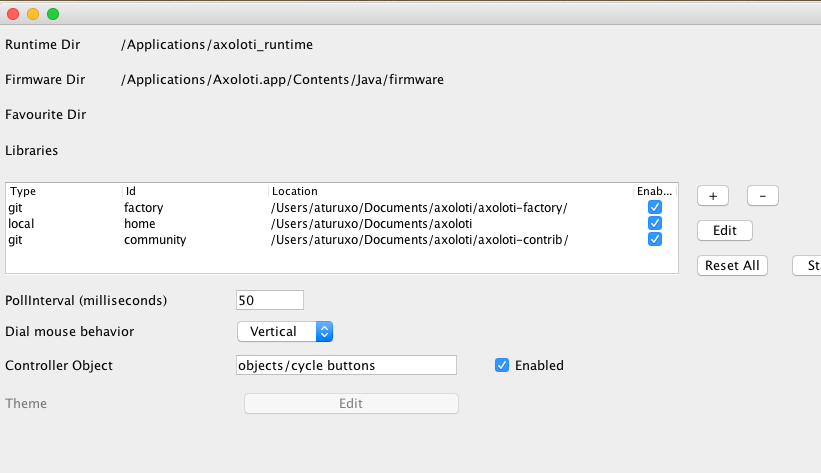 Runtime Dir /Applications/axoloti_runtime
Firmware Dir /Applications/Axoloti.app/Contents/Java/firmware
Favourite Dir
Libraries
Type Id Location Enab...
git factory /Users/aturuxo/Documents/axoloti/axoloti-factory/
local home /Users/aturuxo/Documents/axoloti
git community /Users/aturuxo/Documents/axoloti/axoloti-contrib/
+ -
Edit
Reset All St
PollInterval (milliseconds) 50
Dial mouse behavior Vertical
Controller Object objects/cycle buttons Enabled
Theme Edit